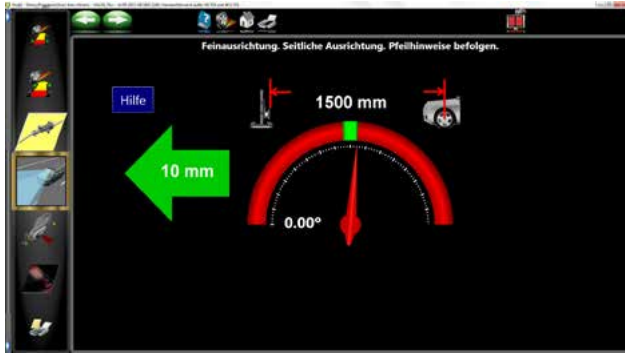 Feinausrichtung. Seitliche Ausrichtung. Pfeilhinweise befolgen.
Hilfe
1500 mm
10 mm
0.00°